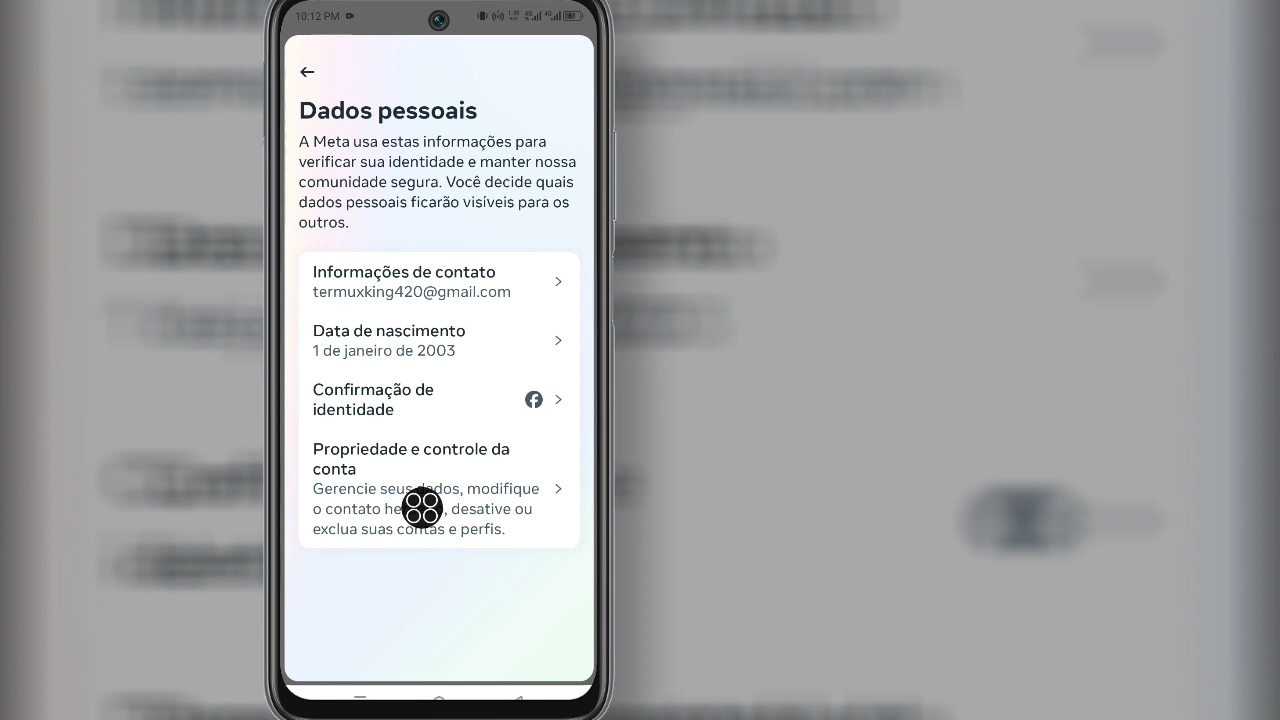 10:12 PM
Dados pessoais
A Meta usa estas informações para
verificar sua identidade e manter nossa
comunidade segura. Você decide quais
dados pessoais ficarão visíveis para os
outros.
Informações de contato
termuxking420@gmail.com
Data de nascimento
1 de janeiro de 2003
Confirmação de
identidade
Propriedade e controle da
conta
Gerencie seus dados, modifique
o contato he , desative ou
exclua suas contas e perfis.